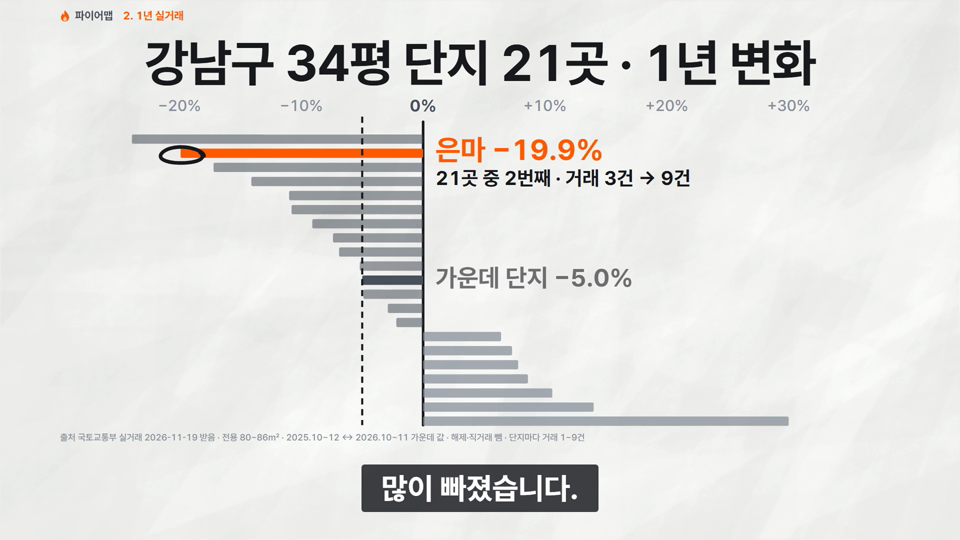 파이어맵 2. 1년 실거래
강남구 34평 단지 21곳 · 1년 변화
−20% −10% 0% +10% +20% +30%
은마 −19.9%
21곳 중 2번째 · 거래 3건 → 9건
가운데 단지 −5.0%
출처 국토교통부 실거래 2026-11-19 받음 · 전용 80~86m² · 2025.10~12 ↔ 2026.10~11 가운데 값 · 해제·직거래 뺌 · 단지마다 거래 1~9건
많이 빠졌습니다.